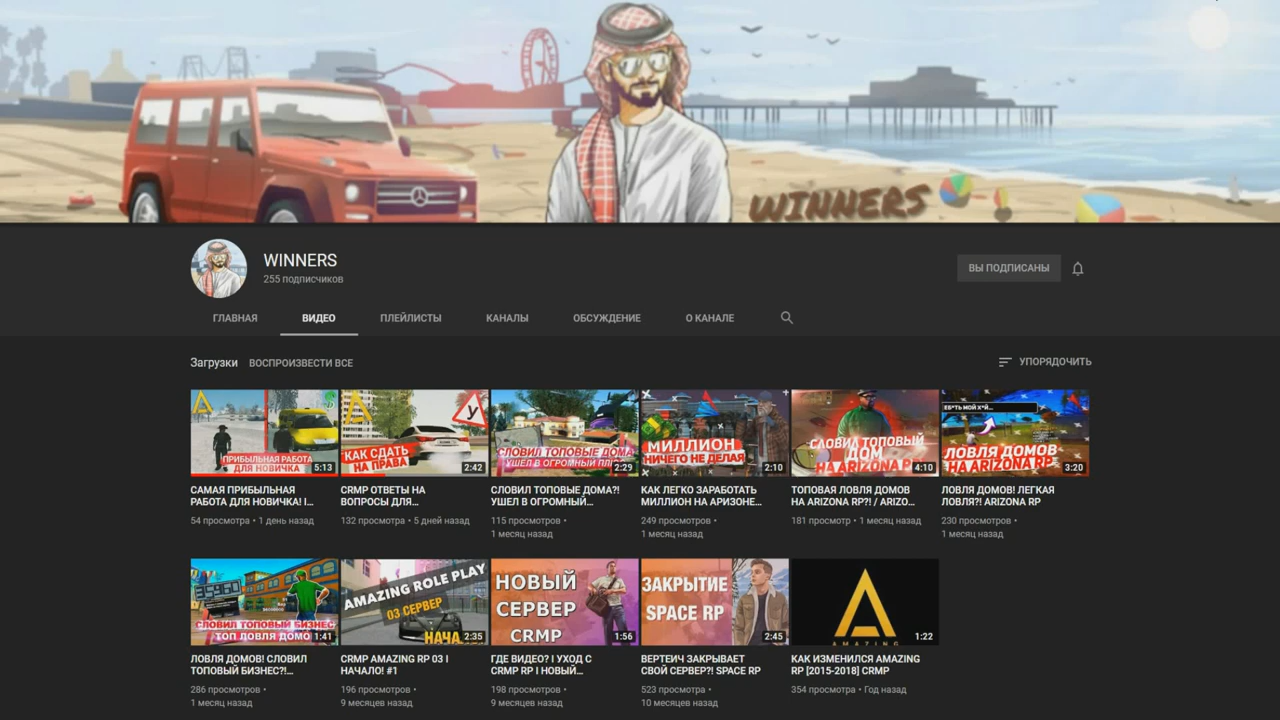 WINNERS
WINNERS
255 подписчиков
ВЫ ПОДПИСАНЫ
ГЛАВНАЯ ВИДЕО ПЛЕЙЛИСТЫ КАНАЛЫ ОБСУЖДЕНИЕ О КАНАЛЕ
Загрузки ВОСПРОИЗВЕСТИ ВСЕ
УПОРЯДОЧИТЬ
ПРИБЫЛЬНАЯ РАБОТА
ДЛЯ НОВИЧКА
5:13
У
КАК СДАТЬ
НА ПРАВА
2:42
СЛОВИЛ ТОПОВЫЕ ДОМА
УШЕЛ В ОГРОМНЫЙ
2:29
МИЛЛИОН
НИЧЕГО НЕ ДЕЛАЯ
2:10
СЛОВИЛ ТОПОВЫЙ
ДОМ
НА ARIZONA RP
4:10
ЛОВЛЯ ДОМОВ
НА ARIZONA RP
3:20
САМАЯ ПРИБЫЛЬНАЯ
РАБОТА ДЛЯ НОВИЧКА! I...
54 просмотра • 1 день назад
CRMP ОТВЕТЫ НА
ВОПРОСЫ ДЛЯ...
132 просмотра • 5 дней назад
СЛОВИЛ ТОПОВЫЕ ДОМА?!
УШЕЛ В ОГРОМНЫЙ...
115 просмотров •
1 месяц назад
КАК ЛЕГКО ЗАРАБОТАТЬ
МИЛЛИОН НА АРИЗОНЕ...
249 просмотров •
1 месяц назад
ТОПОВАЯ ЛОВЛЯ ДОМОВ
НА ARIZONA RP?! / ARIZO...
181 просмотр • 1 месяц назад
ЛОВЛЯ ДОМОВ! ЛЕГКАЯ
ЛОВЛЯ?! ARIZONA RP
230 просмотров •
1 месяц назад
СЛОВИЛ ТОПОВЫЙ БИЗНЕС
ТОП ЛОВЛЯ ДОМО
1:41
AMAZING ROLE PLAY
03 СЕРВЕР
НАЧА
2:35
НОВЫЙ
СЕРВЕР
CRMP
1:56
ЗАКРЫТИЕ
SPACE RP
2:45
AMAZING
1:22
ЛОВЛЯ ДОМОВ! СЛОВИЛ
ТОПОВЫЙ БИЗНЕС?!...
286 просмотров •
1 месяц назад
CRMP AMAZING RP 03 I
НАЧАЛО! #1
196 просмотров •
9 месяцев назад
ГДЕ ВИДЕО? I УХОД С
CRMP RP I НОВЫЙ...
198 просмотров •
9 месяцев назад
ВЕРТЕИЧ ЗАКРЫВАЕТ
СВОЙ СЕРВЕР?! SPACE RP
523 просмотра •
10 месяцев назад
КАК ИЗМЕНИЛСЯ AMAZING
RP [2015-2018] CRMP
354 просмотра • Год назад